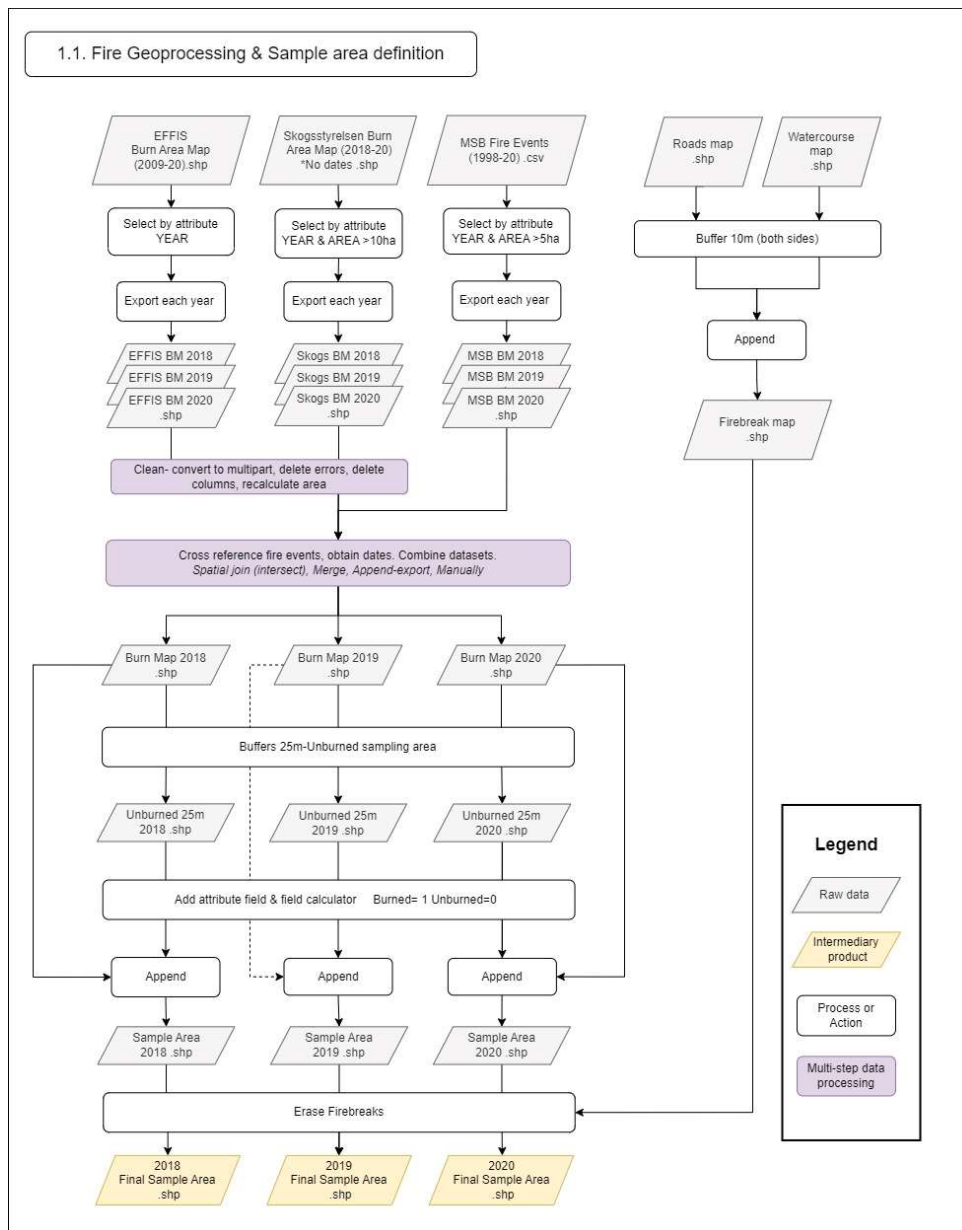 1.1. Fire Geoprocessing & Sample area definition
EFFIS
Burn Area Map
(2009-20).shp
Skogsstyrelsen Burn
Area Map (2018-20)
*No dates .shp
MSB Fire Events
(1998-20) .csv
Roads map
.shp
Watercourse
map
.shp
Select by attribute
YEAR
Select by attribute
YEAR & AREA >10ha
Select by attribute
YEAR & AREA >5ha
Buffer 10m (both sides)
Export each year
Export each year
Export each year
Append
EFFIS BM 2018
EFFIS BM 2019
EFFIS BM 2020
.shp
Skogs BM 2018
Skogs BM 2019
Skogs BM 2020
.shp
MSB BM 2018
MSB BM 2019
MSB BM 2020
.shp
Firebreak map
.shp
Clean- convert to multipart, delete errors, delete
columns, recalculate area
Cross reference fire events, obtain dates. Combine datasets.
Spatial join (intersect), Merge, Append-export, Manually
Burn Map 2018
.shp
Burn Map 2019
.shp
Burn Map 2020
.shp
Buffers 25m-Unburned sampling area
Unburned 25m
2018 .shp
Unburned 25m
2019 .shp
Unburned 25m
2020 .shp
Add attribute field & field calculator Burned= 1 Unburned=0
Append
Append
Append
Sample Area
2018 .shp
Sample Area
2019 .shp
Sample Area
2020 .shp
Erase Firebreaks
2018
Final Sample Area
.shp
2019
Final Sample Area
.shp
2020
Final Sample Area
.shp
Legend
Raw data
Intermediary
product
Process or
Action
Multi-step data
processing